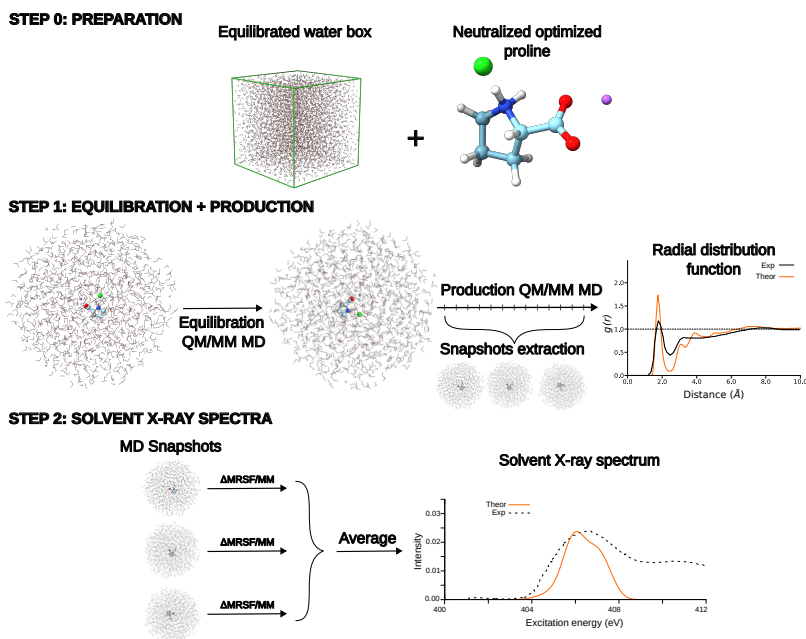 STEP 0: PREPARATION
Equilibrated water box
Neutralized optimized
proline
+
STEP 1: EQUILIBRATION + PRODUCTION
Equilibration
QM/MM MD
Production QM/MM MD
Snapshots extraction
Radial distribution
function
Exp
Theor
g(r)
2.0
1.5
1.0
0.5
0.0
0.0 2.0 4.0 6.0 8.0 10.0
Distance (Å)
STEP 2: SOLVENT X-RAY SPECTRA
MD Snapshots
ΔMRSF/MM
ΔMRSF/MM
ΔMRSF/MM
Average
Solvent X-ray spectrum
Theor
Exp
Intensity
0.03
0.02
0.01
0.00
400 404 406 408 412
Excitation energy (eV)